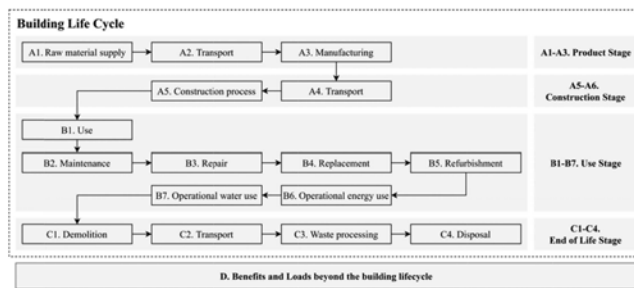 Building Life Cycle
A1. Raw material supply
A2. Transport
A3. Manufacturing
A1-A3. Product Stage
A5. Construction process
A4. Transport
A5-A6.
Construction Stage
B1. Use
B2. Maintenance
B3. Repair
B4. Replacement
B5. Refurbishment
B1-B7. Use Stage
B7. Operational water use
B6. Operational energy use
C1. Demolition
C2. Transport
C3. Waste processing
C4. Disposal
C1-C4.
End of Life Stage
D. Benefits and Loads beyond the building lifecycle